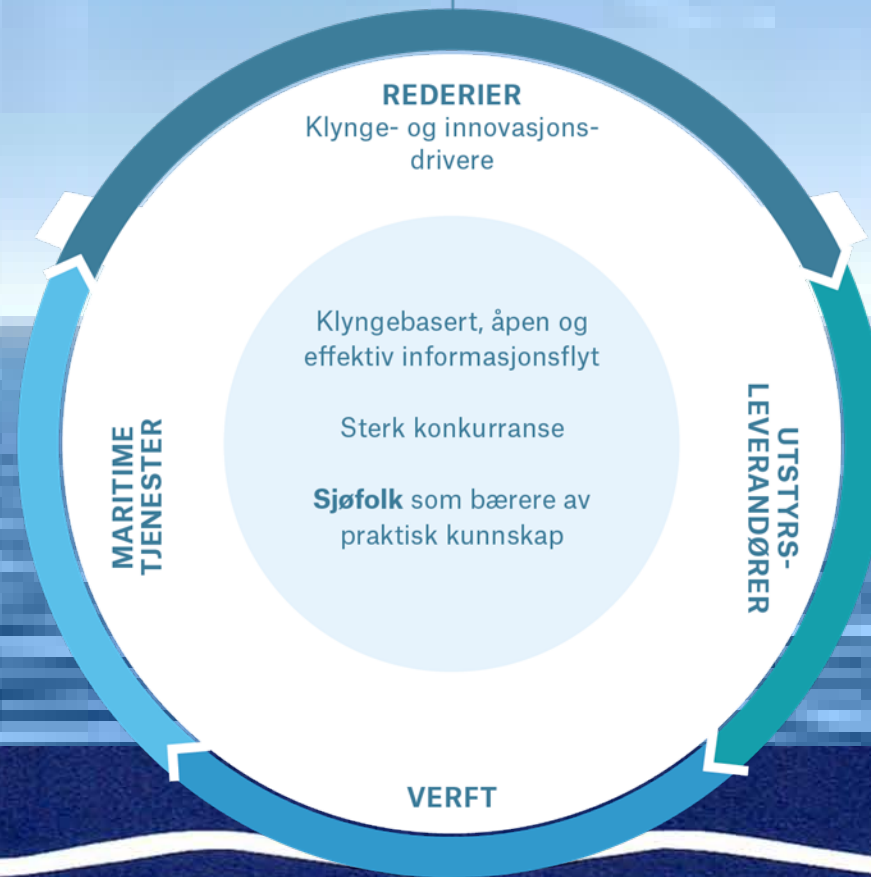 REDERIER
Klynge- og innovasjons-
drivere
Klyngebasert, åpen og
effektiv informasjonsflyt
Sterk konkurranse
Sjøfolk som bærere av
praktisk kunnskap
MARITIME
TJENESTER
UTSTYRS-
LEVERANDØRER
VERFT